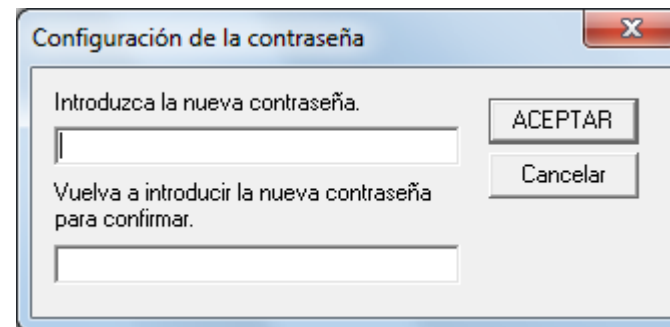 Configuración de la contraseña
Introduzca la nueva contraseña.
ACEPTAR
Cancelar
Vuelva a introducir la nueva contraseña
para confirmar.